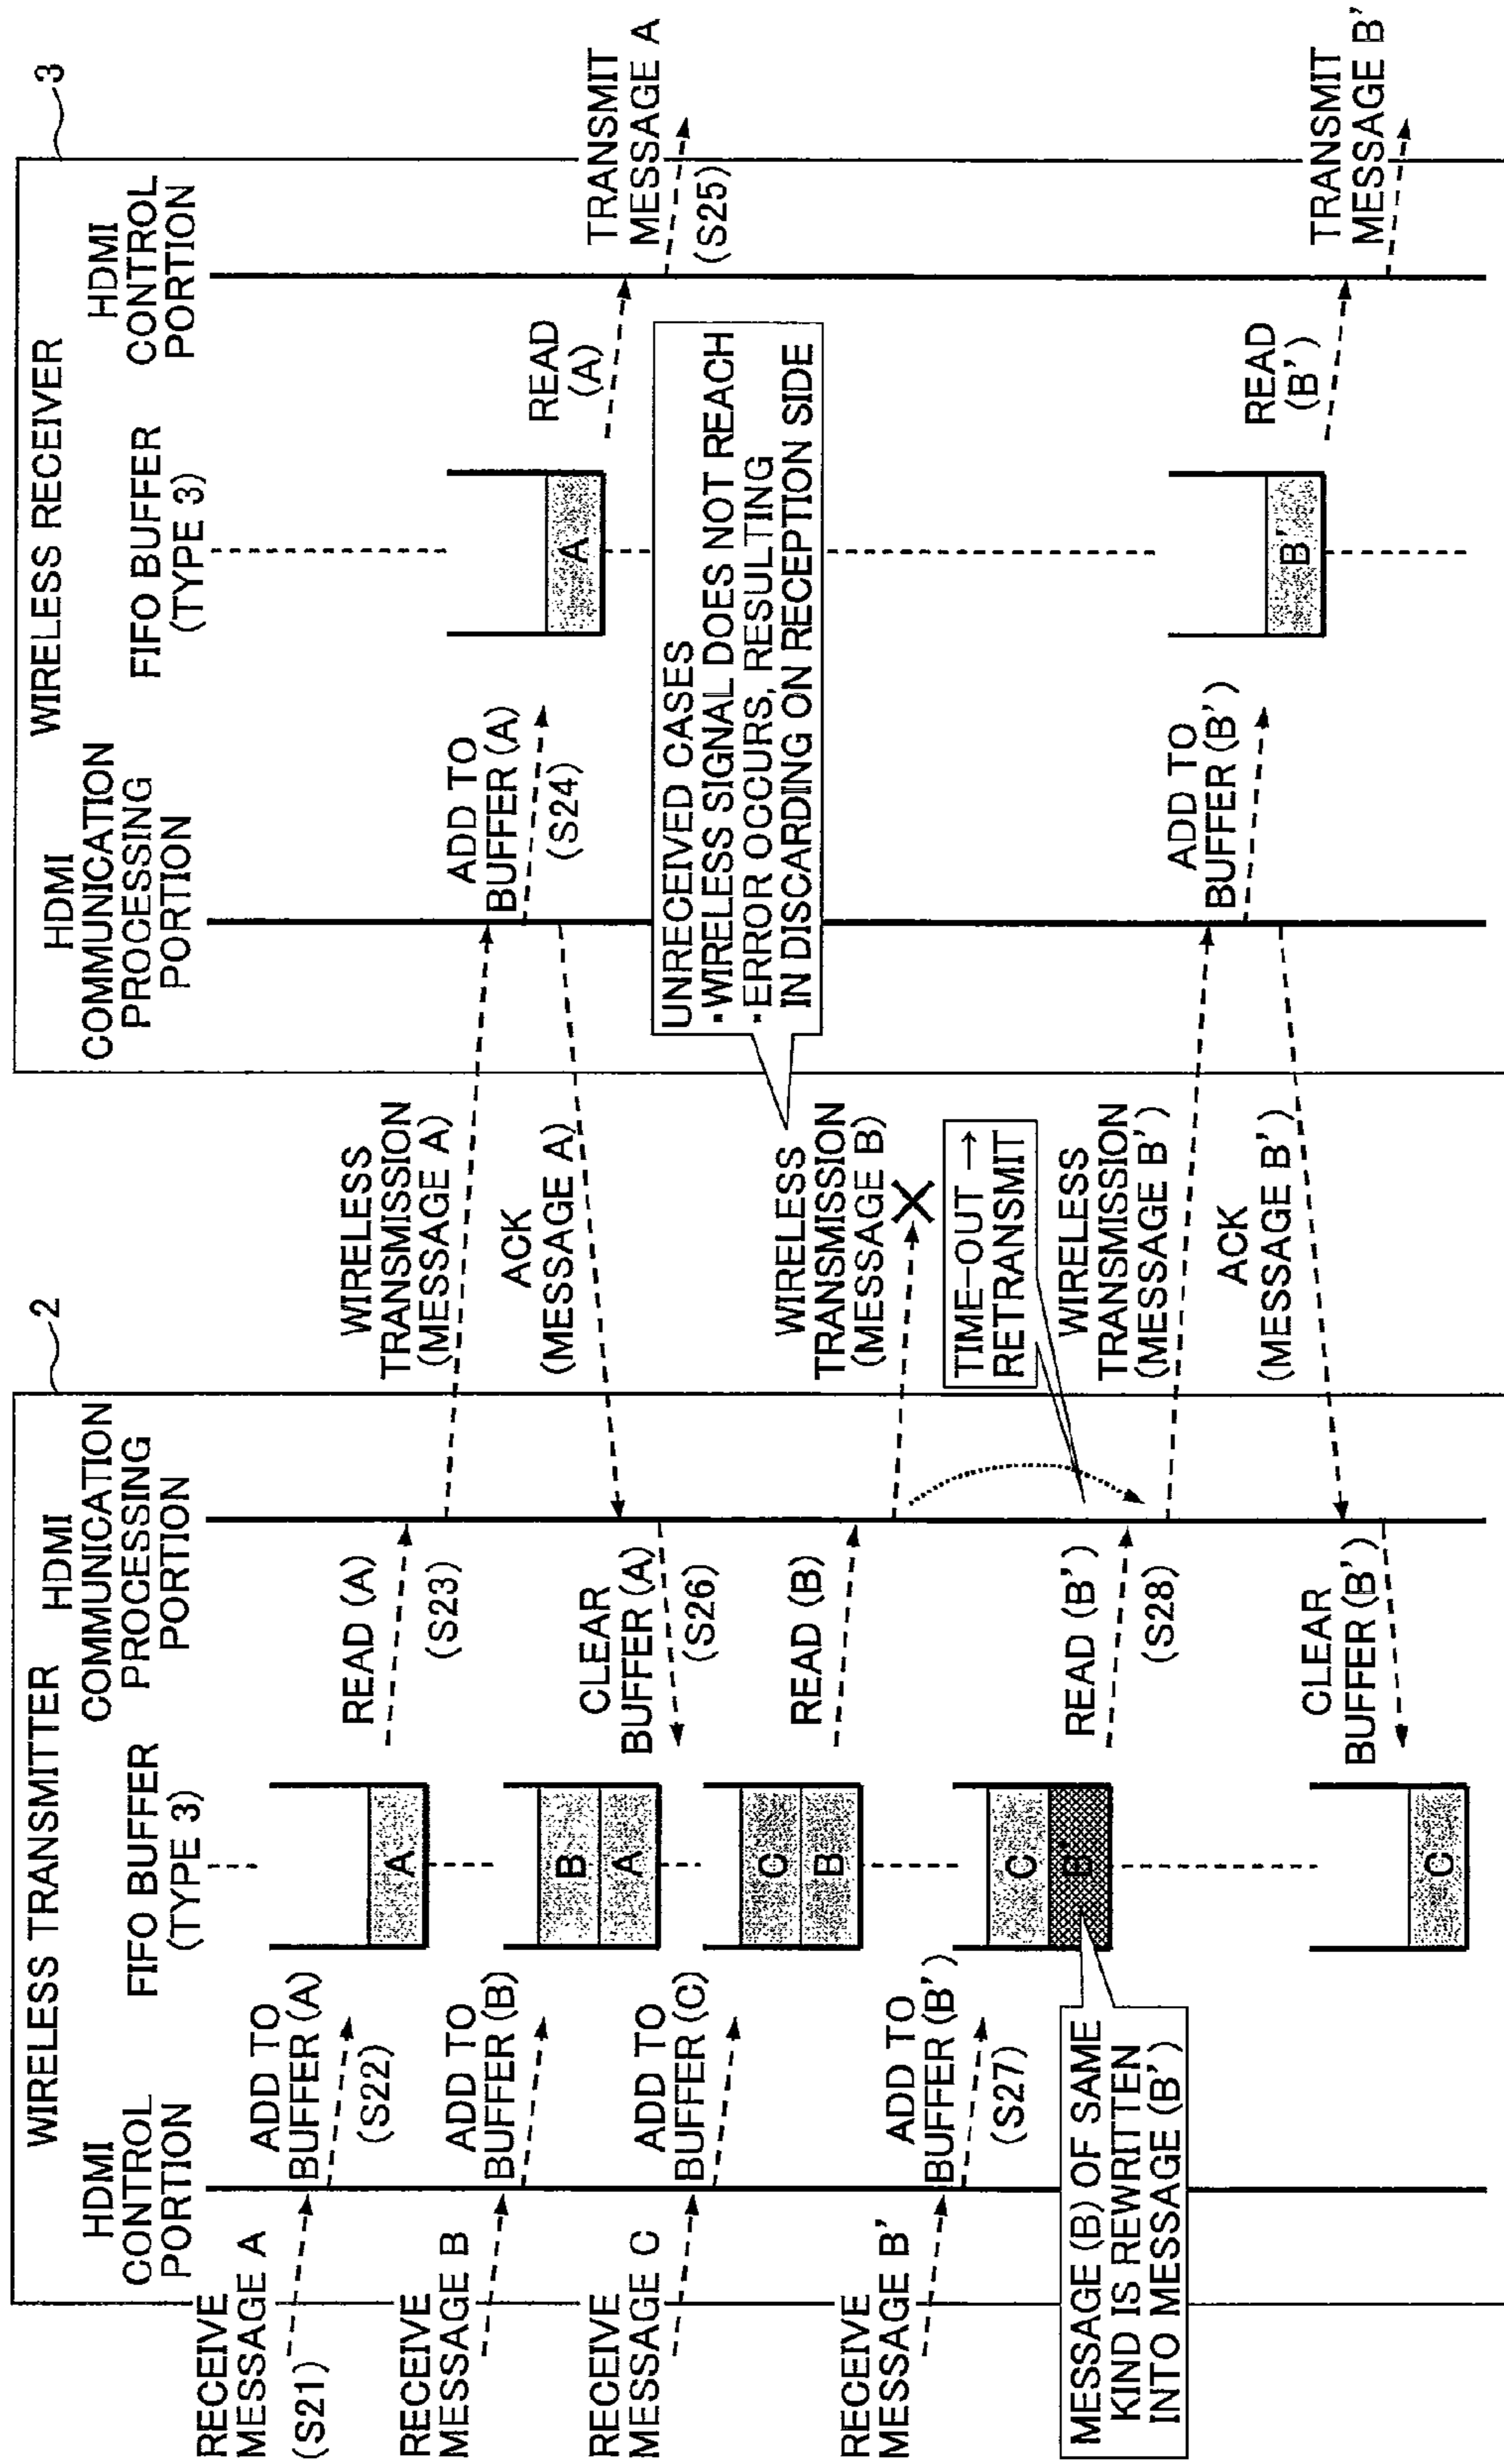 WIRELESS TRANSMITTER
2
HDMI
CONTROL
PORTION
FIFO BUFFER
(TYPE 3)
HDMI
COMMUNICATION
PROCESSING
PORTION
WIRELESS RECEIVER
3
HDMI
COMMUNICATION
PROCESSING
PORTION
FIFO BUFFER
(TYPE 3)
HDMI
CONTROL
PORTION
RECEIVE
MESSAGE A
(S21)
ADD TO
BUFFER (A)
(S22)
A
READ (A)
(S23)
WIRELESS
TRANSMISSION
(MESSAGE A)
ADD TO
BUFFER (A)
(S24)
A
READ
(A)
TRANSMIT
MESSAGE A
(S25)
RECEIVE
MESSAGE B
ADD TO
BUFFER (B)
B
A
ACK
(MESSAGE A)
CLEAR
BUFFER (A)
(S26)
RECEIVE
MESSAGE C
ADD TO
BUFFER (C)
C
B
READ (B)
WIRELESS
TRANSMISSION
(MESSAGE B)
UNRECEIVED CASES
・WIRELESS SIGNAL DOES NOT REACH
・ERROR OCCURS, RESULTING
IN DISCARDING ON RECEPTION SIDE
RECEIVE
MESSAGE B'
ADD TO
BUFFER (B')
(S27)
C
B'
MESSAGE (B) OF SAME
KIND IS REWRITTEN
INTO MESSAGE (B')
TIME-OUT →
RETRANSMIT
READ (B')
(S28)
WIRELESS
TRANSMISSION
(MESSAGE B')
ADD TO
BUFFER (B')
B'
READ
(B')
TRANSMIT
MESSAGE B'
ACK
(MESSAGE B')
CLEAR
BUFFER (B')
C